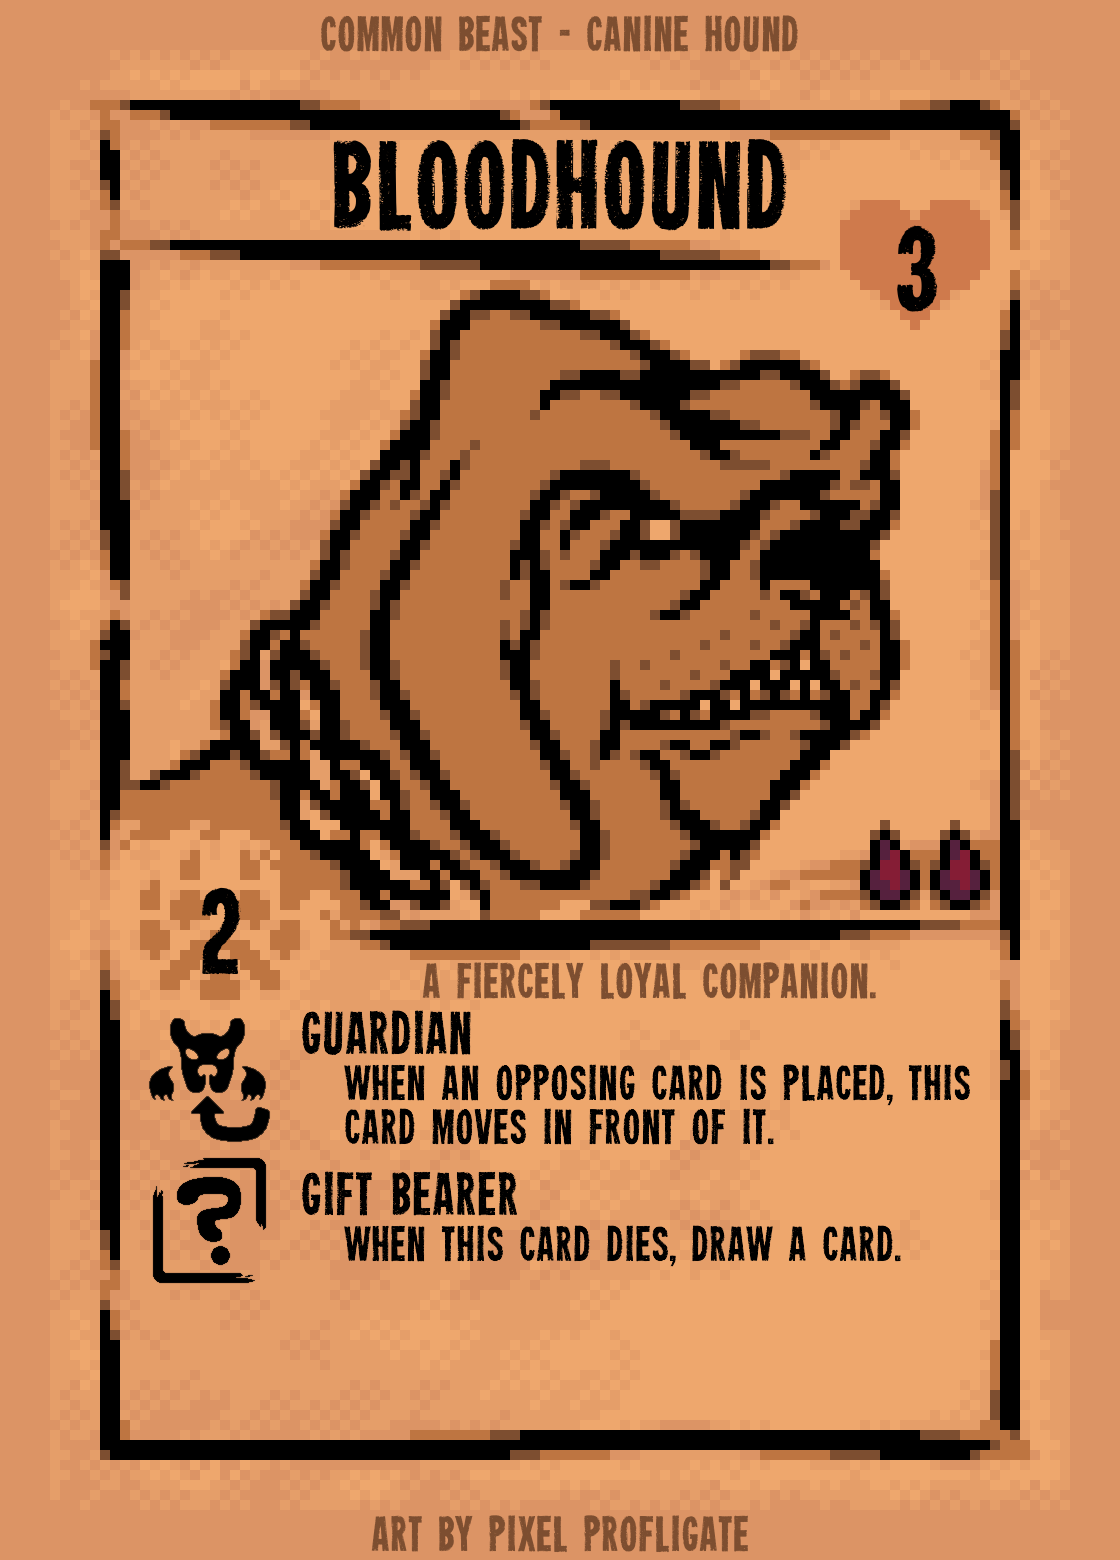 COMMON BEAST - CANINE HOUND
BLOODHOUND
3
2
A FIERCELY LOYAL COMPANION.
GUARDIAN
WHEN AN OPPOSING CARD IS PLACED, THIS
CARD MOVES IN FRONT OF IT.
?
GIFT BEARER
WHEN THIS CARD DIES, DRAW A CARD.
ART BY PIXEL PROFLIGATE